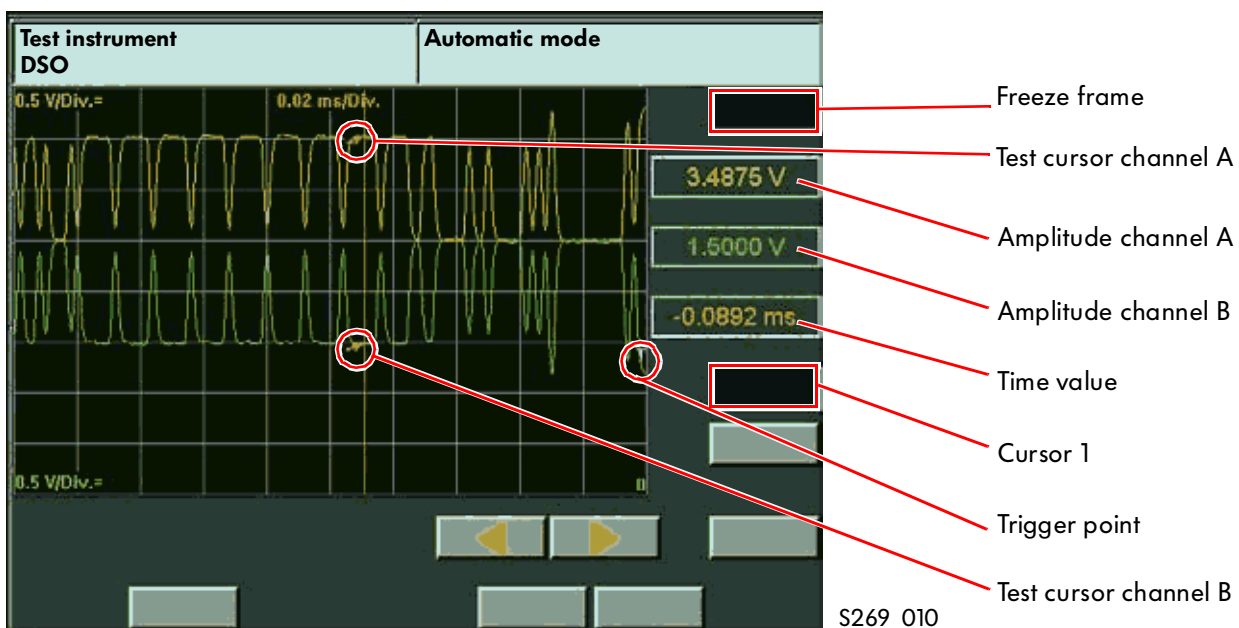 Test instrument
DSO
Automatic mode
0.5 V/Div.=
0.02 ms/Div.
3.4875 V
1.5000 V
-0.0892 ms
0.5 V/Div.=
0
Freeze frame
Test cursor channel A
Amplitude channel A
Amplitude channel B
Time value
Cursor 1
Trigger point
Test cursor channel B
S269_010